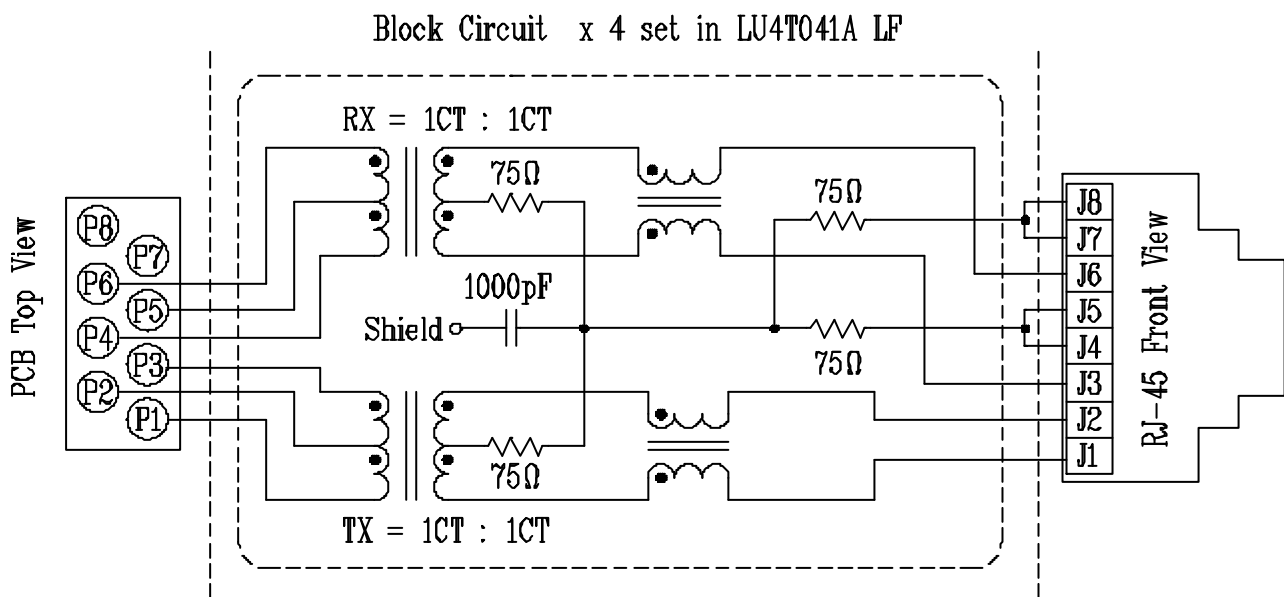 Block Circuit x 4 set in LU4T041A LF
RX = 1CT : 1CT
75Ω
75Ω
1000pF
Shield
75Ω
75Ω
TX = 1CT : 1CT
PCB Top View
P8
P7
P6
P5
P4
P3
P2
P1
J8
J7
J6
J5
J4
J3
J2
J1
RJ-45 Front View